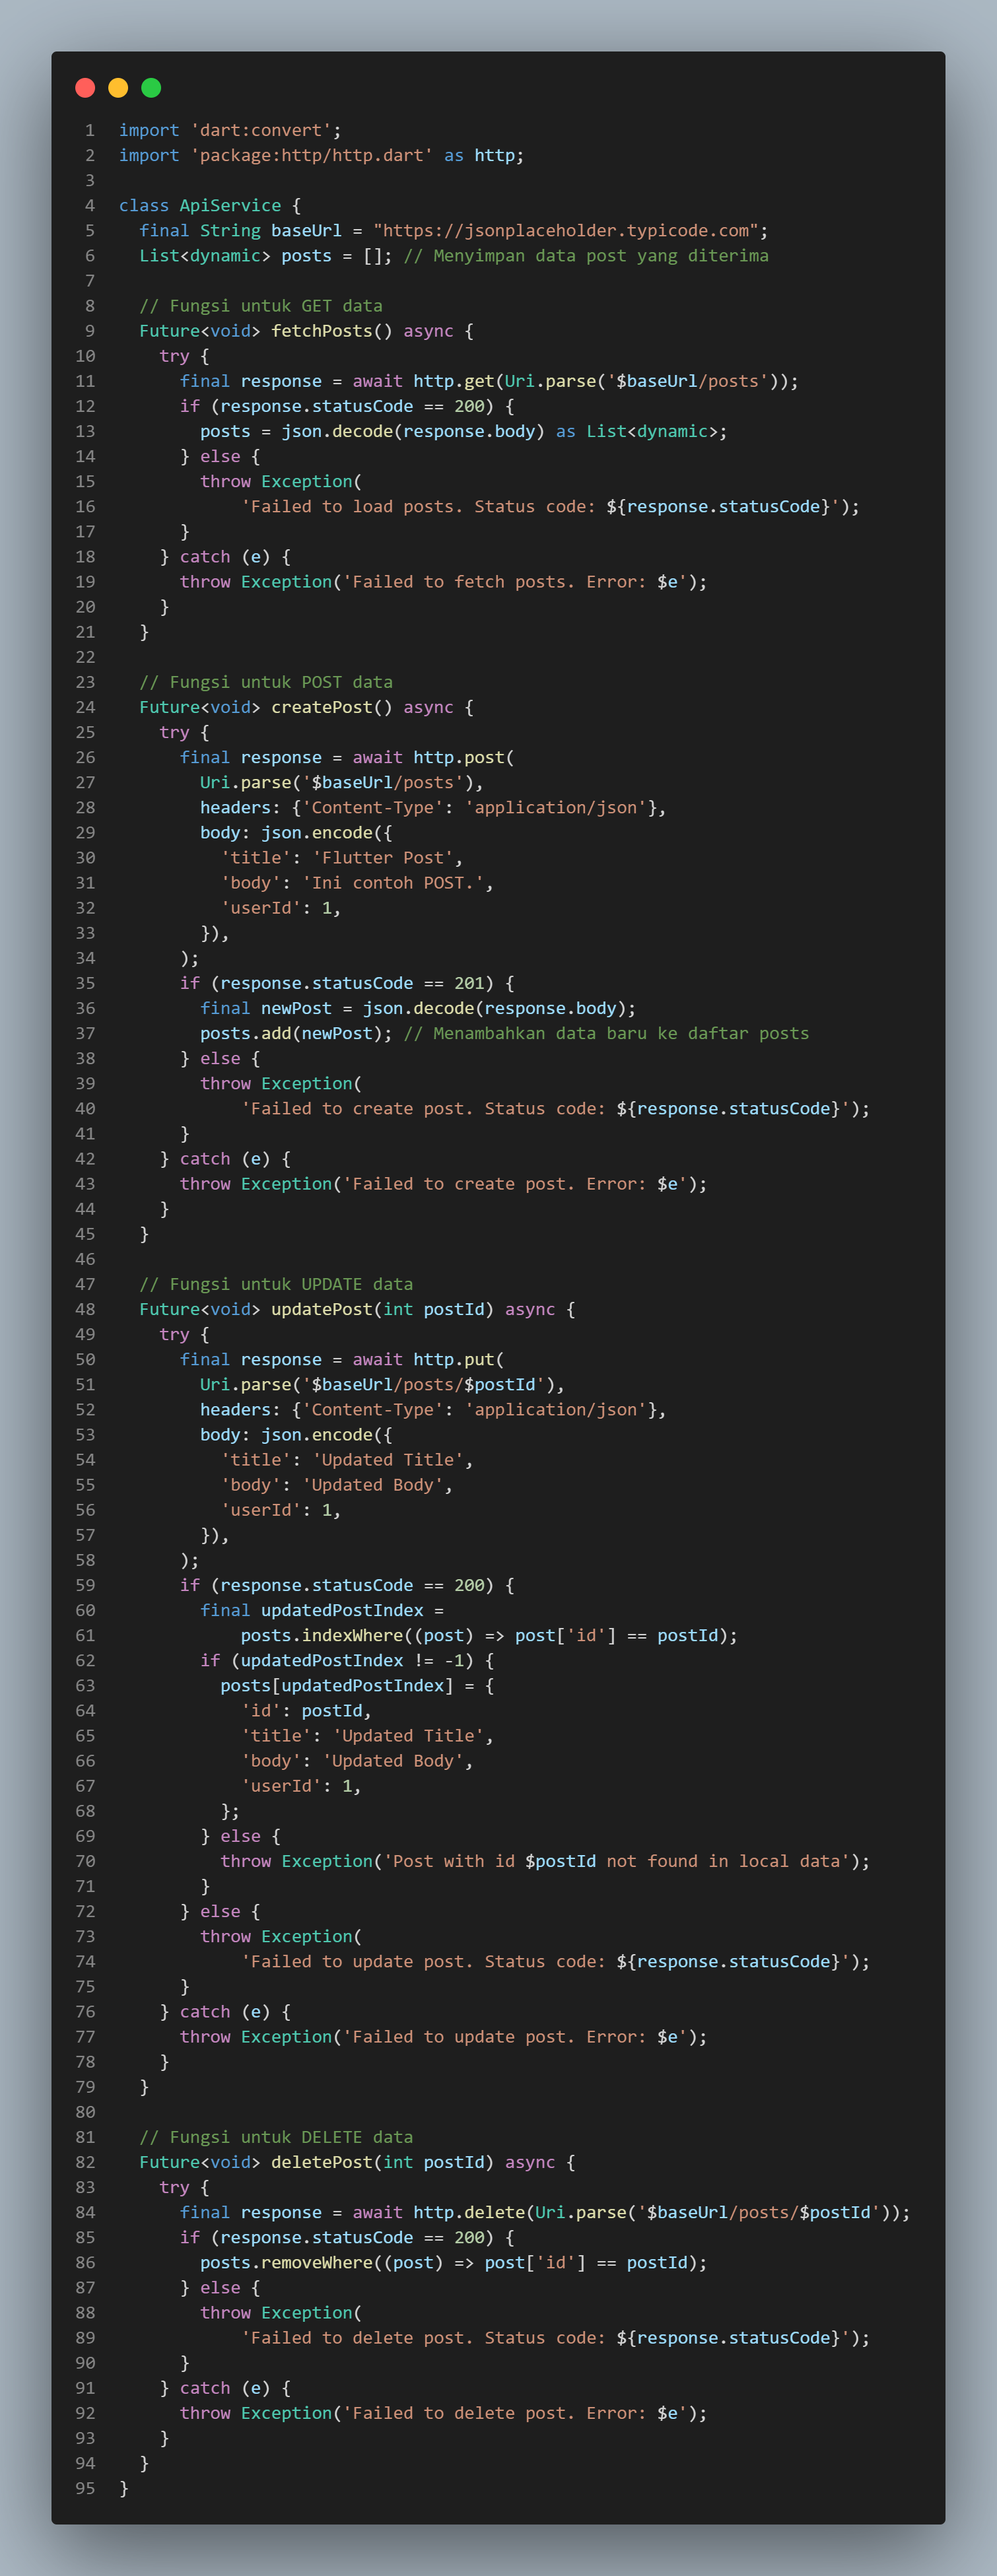 1 import 'dart:convert';
2 import 'package:http/http.dart' as http;
3
4 class ApiService {
5   final String baseUrl = "https://jsonplaceholder.typicode.com";
6   List<dynamic> posts = []; // Menyimpan data post yang diterima
7
8   // Fungsi untuk GET data
9   Future<void> fetchPosts() async {
10     try {
11       final response = await http.get(Uri.parse('$baseUrl/posts'));
12       if (response.statusCode == 200) {
13         posts = json.decode(response.body) as List<dynamic>;
14       } else {
15         throw Exception(
16             'Failed to load posts. Status code: ${response.statusCode}');
17       }
18     } catch (e) {
19       throw Exception('Failed to fetch posts. Error: $e');
20     }
21   }
22
23   // Fungsi untuk POST data
24   Future<void> createPost() async {
25     try {
26       final response = await http.post(
27         Uri.parse('$baseUrl/posts'),
28         headers: {'Content-Type': 'application/json'},
29         body: json.encode({
30           'title': 'Flutter Post',
31           'body': 'Ini contoh POST.',
32           'userId': 1,
33         }),
34       );
35       if (response.statusCode == 201) {
36         final newPost = json.decode(response.body);
37         posts.add(newPost); // Menambahkan data baru ke daftar posts
38       } else {
39         throw Exception(
40             'Failed to create post. Status code: ${response.statusCode}');
41       }
42     } catch (e) {
43       throw Exception('Failed to create post. Error: $e');
44     }
45   }
46
47   // Fungsi untuk UPDATE data
48   Future<void> updatePost(int postId) async {
49     try {
50       final response = await http.put(
51         Uri.parse('$baseUrl/posts/$postId'),
52         headers: {'Content-Type': 'application/json'},
53         body: json.encode({
54           'title': 'Updated Title',
55           'body': 'Updated Body',
56           'userId': 1,
57         }),
58       );
59       if (response.statusCode == 200) {
60         final updatedPostIndex =
61             posts.indexWhere((post) => post['id'] == postId);
62         if (updatedPostIndex != -1) {
63           posts[updatedPostIndex] = {
64             'id': postId,
65             'title': 'Updated Title',
66             'body': 'Updated Body',
67             'userId': 1,
68           };
69         } else {
70           throw Exception('Post with id $postId not found in local data');
71         }
72       } else {
73         throw Exception(
74             'Failed to update post. Status code: ${response.statusCode}');
75       }
76     } catch (e) {
77       throw Exception('Failed to update post. Error: $e');
78     }
79   }
80
81   // Fungsi untuk DELETE data
82   Future<void> deletePost(int postId) async {
83     try {
84       final response = await http.delete(Uri.parse('$baseUrl/posts/$postId'));
85       if (response.statusCode == 200) {
86         posts.removeWhere((post) => post['id'] == postId);
87       } else {
88         throw Exception(
89             'Failed to delete post. Status code: ${response.statusCode}');
90       }
91     } catch (e) {
92       throw Exception('Failed to delete post. Error: $e');
93     }
94   }
95 }